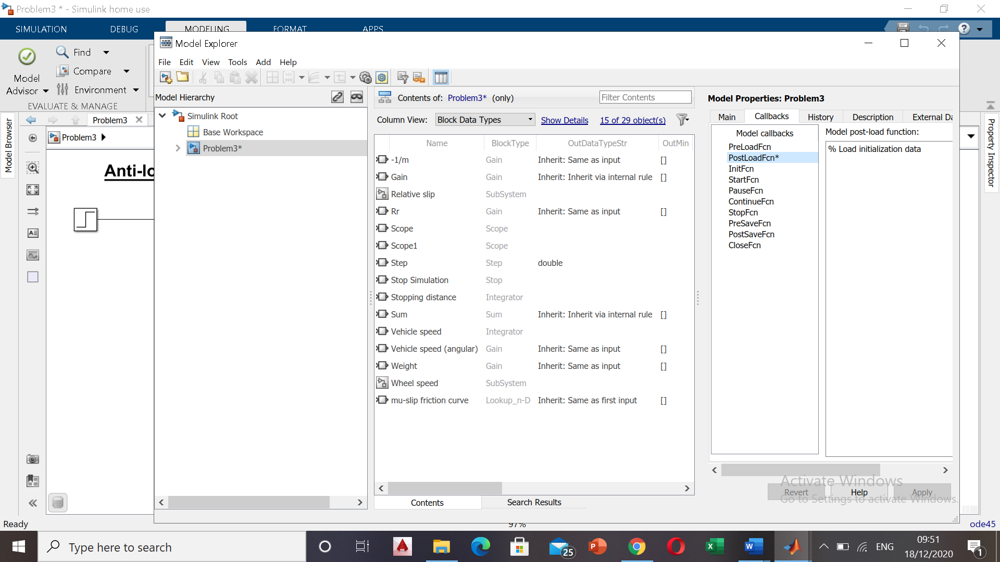 Problem3 * - Simulink home use
SIMULATION
DEBUG
MODELING
FORMAT
APPS
Find
Compare
Environment
Model
Advisor
EVALUATE & MANAGE
Problem3
Problem3
Model Browser
Anti-lo
Model Explorer
File Edit View Tools Add Help
Model Hierarchy
Simulink Root
Base Workspace
Problem3*
Contents of: Problem3* (only)
Filter Contents
Column View: Block Data Types Show Details 15 of 29 object(s)
Name BlockType OutDataTypeStr OutMin
-1/m Gain Inherit: Same as input []
Gain Gain Inherit: Inherit via internal rule []
Relative slip SubSystem
Rr Gain Inherit: Same as input []
Scope Scope
Scope1 Scope
Step Step double
Stop Simulation Stop
Stopping distance Integrator
Sum Sum Inherit: Inherit via internal rule []
Vehicle speed Integrator
Vehicle speed (angular) Gain Inherit: Same as input []
Weight Gain Inherit: Same as input []
Wheel speed SubSystem
mu-slip friction curve Lookup_n-D Inherit: Same as first input []
Contents Search Results
Model Properties: Problem3
Main Callbacks History Description External Da
Model callbacks
PreLoadFcn
PostLoadFcn*
InitFcn
StartFcn
PauseFcn
ContinueFcn
StopFcn
PreSaveFcn
PostSaveFcn
CloseFcn
Model post-load function:
% Load initialization data
Revert Help Apply
Activate Windows
Go to Settings to activate Windows.
Property Inspector
Ready
97%
ode45
Type here to search
25
ENG
09:51
18/12/2020
1